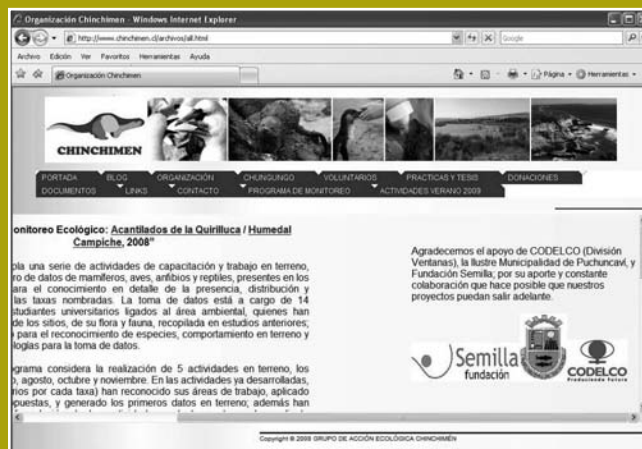 Organización Chinchimen - Windows Internet Explorer
http://www.chinchimen.cl/archivos/all.html
Google
Archivo Edición Ver Favoritos Herramientas Ayuda
Organización Chinchimen
Página
Herramientas
CHINCHIMEN
PORTADA BLOG ORGANIZACIÓN CHUNGUNGO VOLUNTARIOS PRACTICAS Y TESIS DONACIONES
DOCUMENTOS LINKS CONTACTO PROGRAMA DE MONITOREO ACTIVIDADES VERANO 2009
onitoreo Ecológico: Acantilados de la Quirilluca / Humedal
Campiche, 2008"
pla una serie de actividades de capacitación y trabajo en terreno,
ro de datos de mamíferos, aves, anfibios y reptiles, presentes en los
ara el conocimiento en detalle de la presencia, distribución y
las taxas nombradas. La toma de datos está a cargo de 14
studiantes universitarios ligados al área ambiental, quienes han
de los sitios, de su flora y fauna, recopilada en estudios anteriores;
para el reconocimiento de especies, comportamiento en terreno y
ologías para la toma de datos.
ograma considera la realización de 5 actividades en terreno, los
o, agosto, octubre y noviembre. En las actividades ya desarrolladas,
rios por cada taxa) han reconocido sus áreas de trabajo, aplicado
puestas, y generado los primeros datos en terreno; además han
Agradecemos el apoyo de CODELCO (División
Ventanas), la Ilustre Municipalidad de Puchuncaví, y
Fundación Semilla; por su aporte y constante
colaboración que hace posible que nuestros
proyectos puedan salir adelante.
Semilla
fundación
CODELCO
Produciendo Futuro
Copyright © 2008 GRUPO DE ACCIÓN ECOLÓGICA CHINCHIMÉN